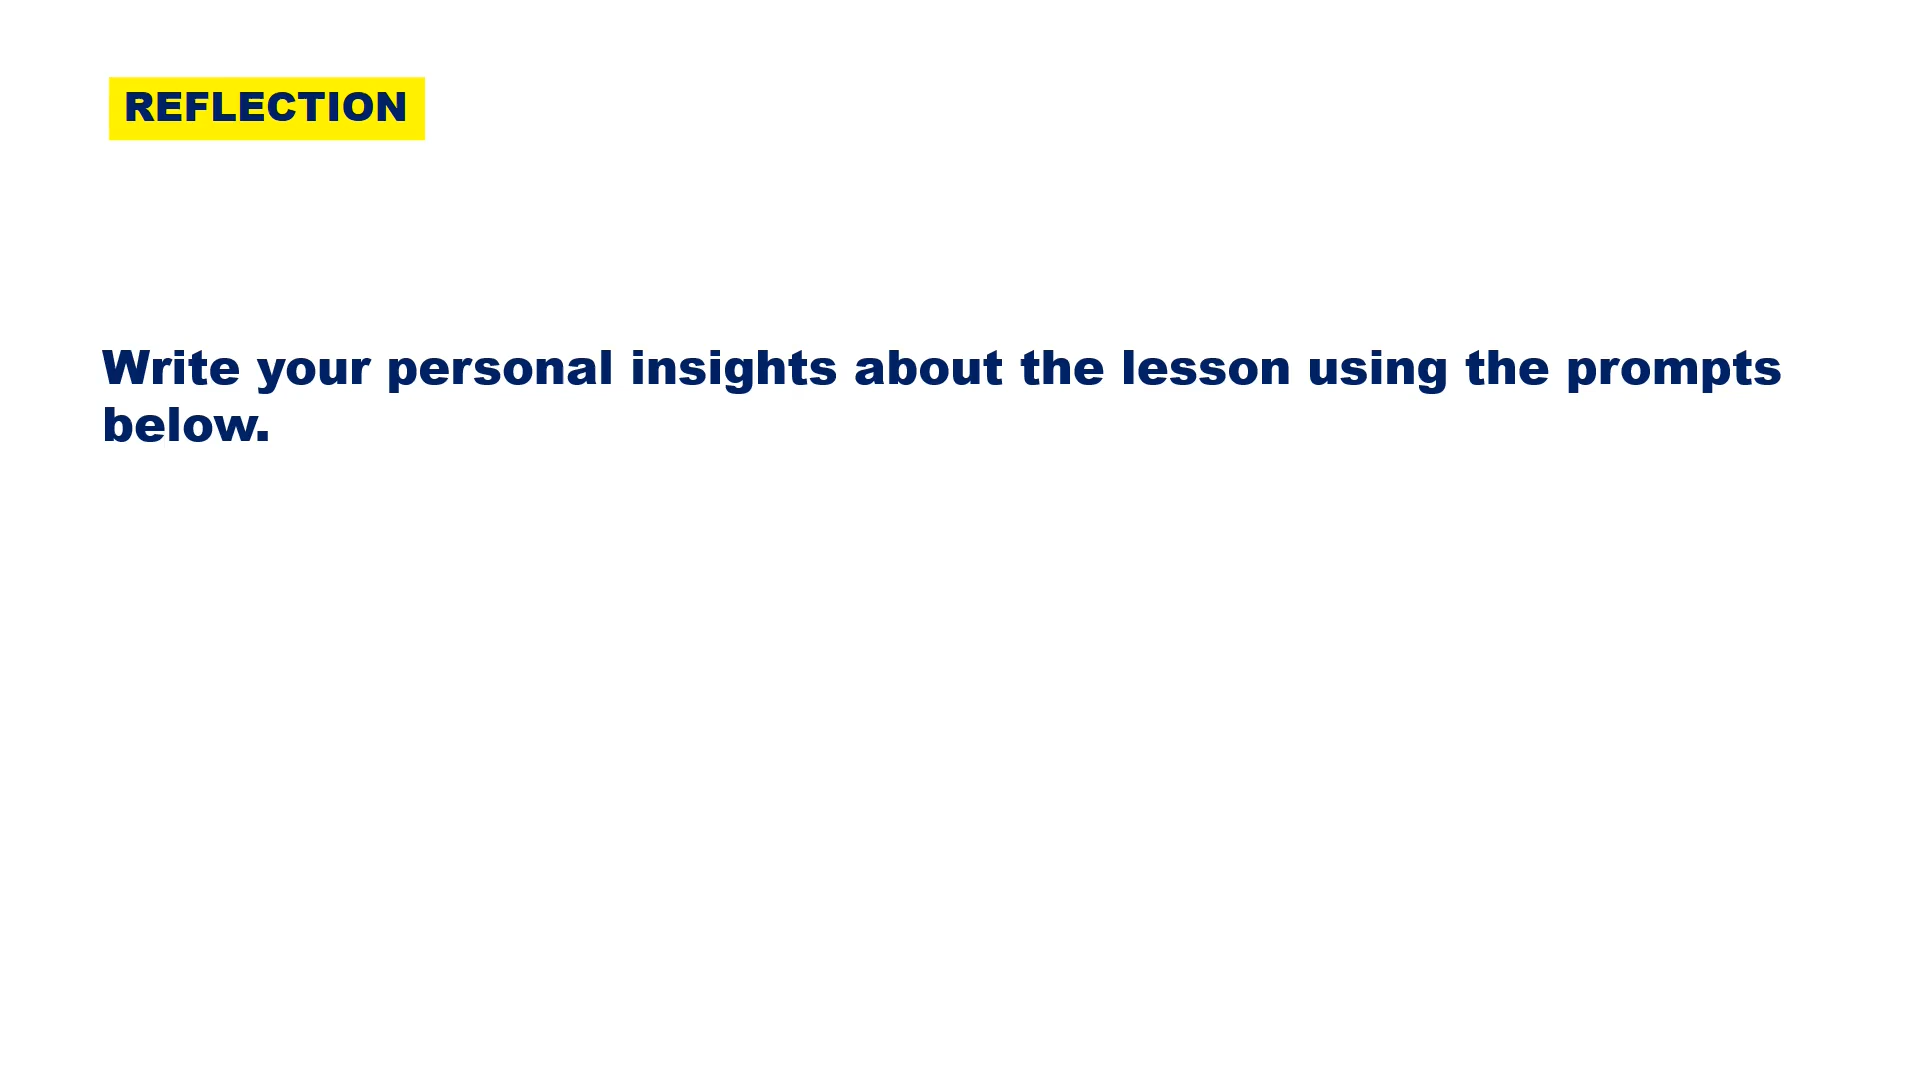 REFLECTION
Write your personal insights about the lesson using the prompts
below.